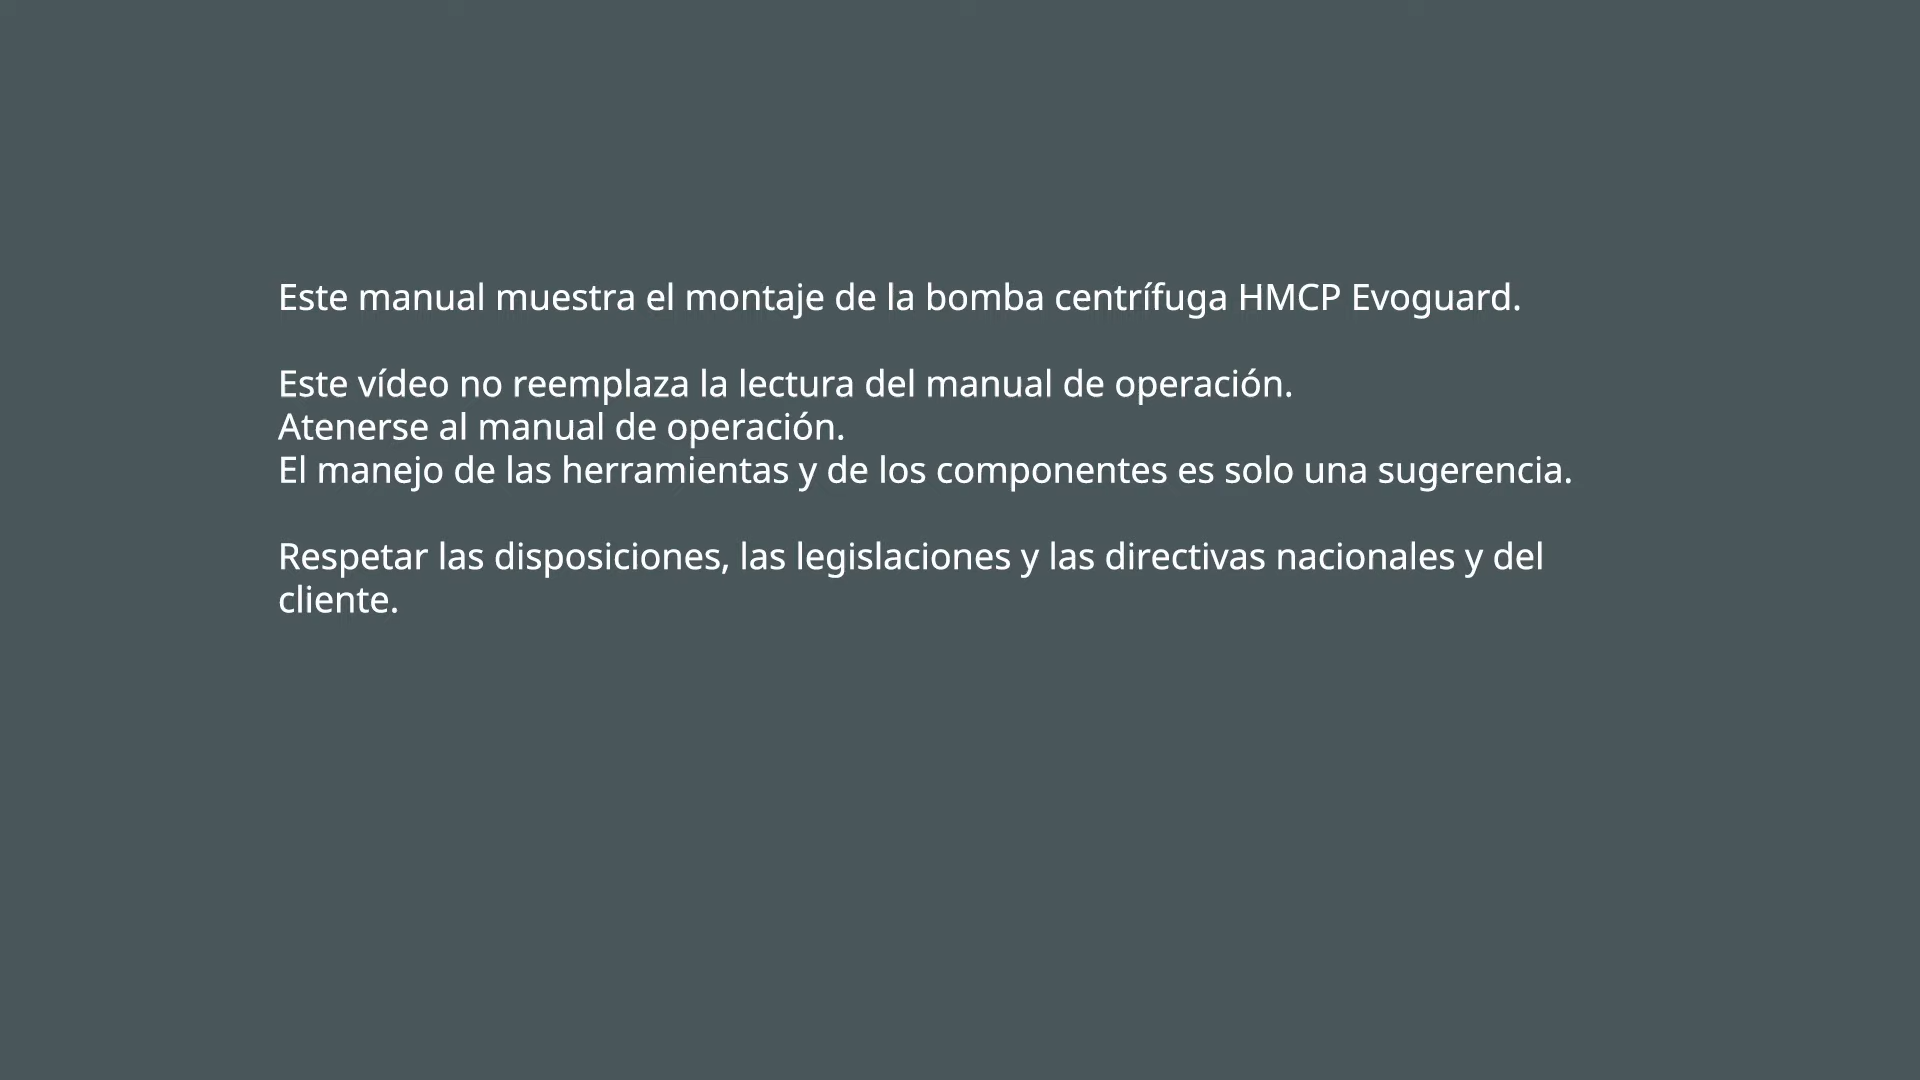 Este manual muestra el montaje de la bomba centrífuga HMCP Evoguard.
Este vídeo no reemplaza la lectura del manual de operación.
Atenerse al manual de operación.
El manejo de las herramientas y de los componentes es solo una sugerencia.
Respetar las disposiciones, las legislaciones y las directivas nacionales y del
cliente.